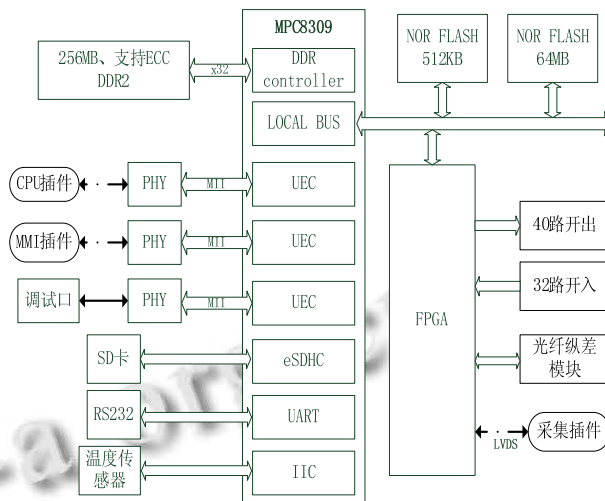 MPC8309
256MB、支持ECC
DDR2
x32
DDR
controller
NOR FLASH
512KB
NOR FLASH
64MB
LOCAL BUS
CPU插件
PHY
MII
UEC
MMI插件
PHY
MII
UEC
调试口
PHY
MII
UEC
SD卡
eSDHC
RS232
UART
温度传
感器
IIC
FPGA
40路开出
32路开入
光纤纵差
模块
LVDS
采集插件